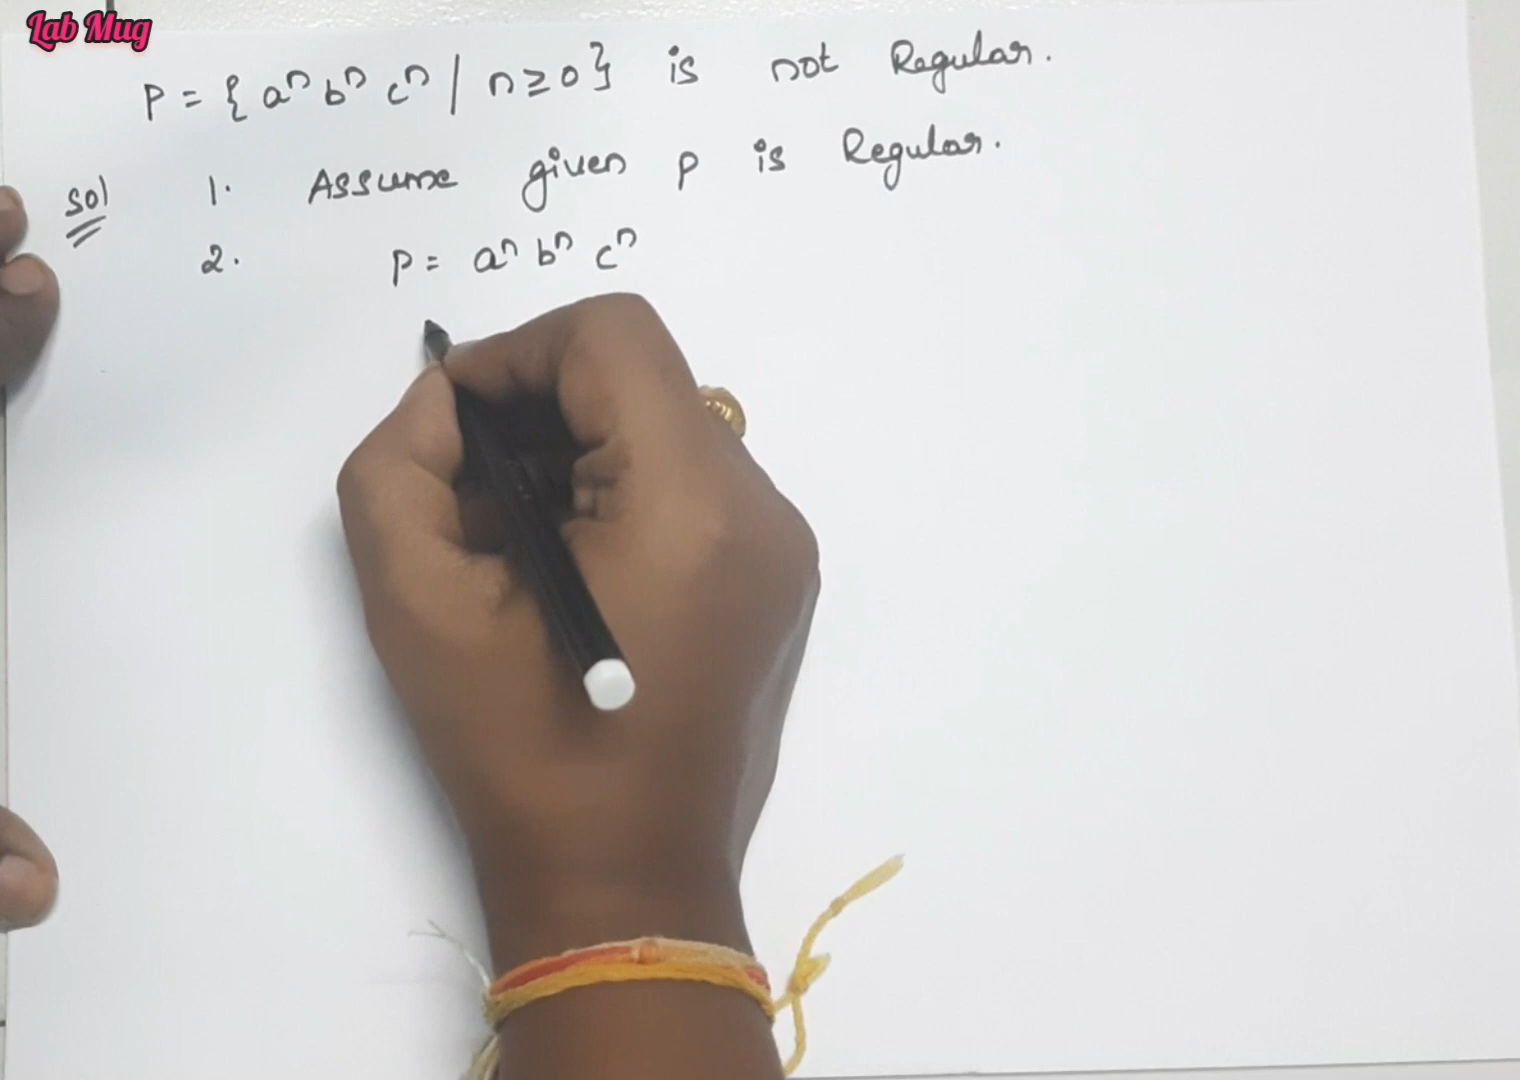 Lab Mug
P = { aⁿ bⁿ cⁿ / n ≥ 0 } is not Regular.
Sol 1. Assume given P is Regular.
2. P = aⁿ bⁿ cⁿ